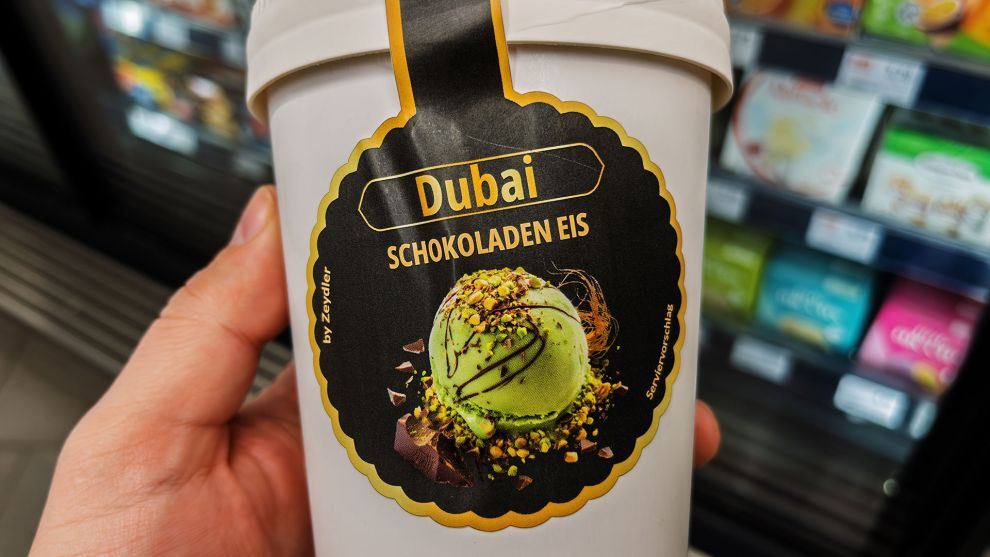 Dubai
SCHOKOLADEN EIS
by Zeydler
Serviervorschlag